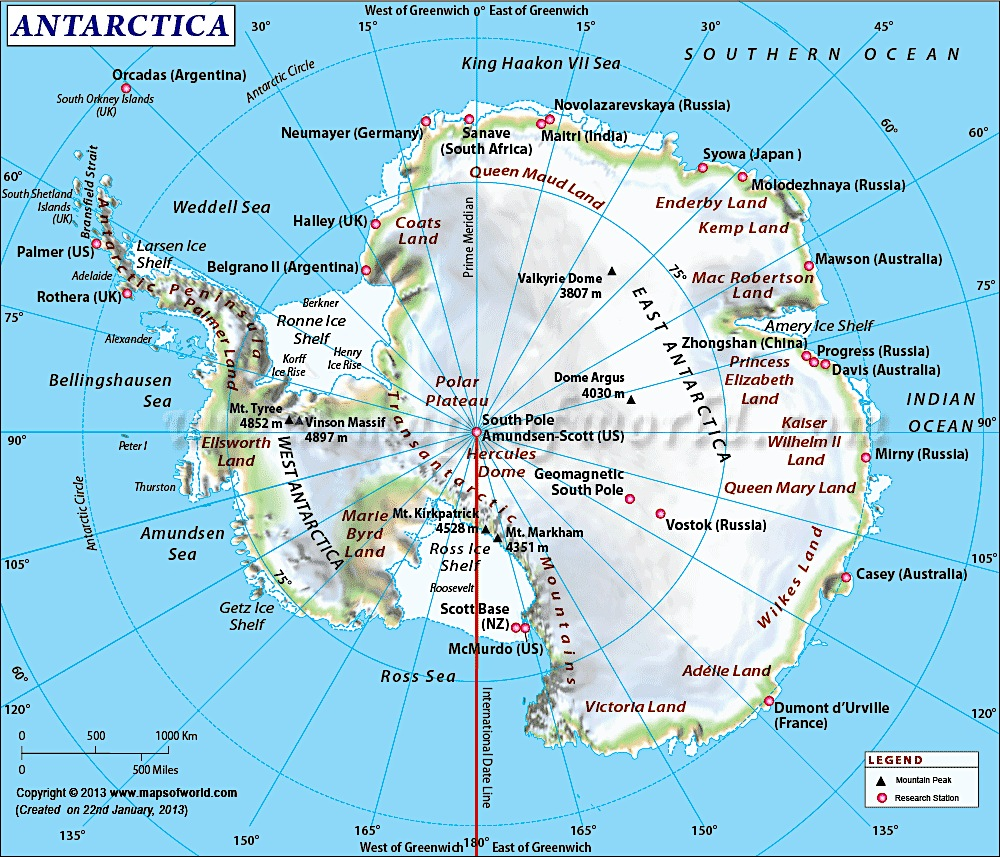 West of Greenwich 0° East of Greenwich
ANTARCTICA
30°
15°
15°
30°
45°
SOUTHERN OCEAN
King Haakon VII Sea
Antarctic Circle
Orcadas (Argentina)
South Orkney Islands
(UK)
Novolazarevskaya (Russia)
Neumayer (Germany)
Sanave
(South Africa)
Maitri (India)
60°
60°
Syowa (Japan )
Molodezhnaya (Russia)
Queen Maud Land
Enderby Land
Kemp Land
60°
Bransfield Strait
South Shetland
Islands
(UK)
Weddell Sea
Halley (UK)
Coats
Land
Prime Meridian
Palmer (US)
Larsen Ice
Shelf
Antarctic Peninsula
Adelaide
Belgrano II (Argentina)
Valkyrie Dome
3807 m
75°
Mawson (Australia)
Mac Robertson
Land
75°
Rothera (UK)
Palmer Land
Berkner
Ronne Ice
Shelf
EAST ANTARCTICA
75°
Amery Ice Shelf
Alexander
Korff
Ice Rise
Henry
Ice Rise
Zhongshan (China)
Progress (Russia)
Davis (Australia)
Princess
Elizabeth
Land
Bellingshausen
Sea
Polar
Plateau
Dome Argus
4030 m
INDIAN
OCEAN
Mt. Tyree
4852 m
Vinson Massif
4897 m
Transantarctic Mountains
South Pole
Amundsen-Scott (US)
Kaiser
Wilhelm II
Land
90°
90°
Peter I
Ellsworth
Land
WEST ANTARCTICA
Hercules
Dome
Mirny (Russia)
Geomagnetic
South Pole
Queen Mary Land
Thurston
Antarctic Circle
Vostok (Russia)
Marie
Byrd
Land
Mt. Kirkpatrick
4528 m
Mt. Markham
4351 m
Amundsen
Sea
Ross Ice
Shelf
Wilkes Land
105°
105°
Casey (Australia)
75°
Roosevelt
Getz Ice
Shelf
Scott Base
(NZ)
McMurdo (US)
60°
Ross Sea
Adélie Land
Victoria Land
Dumont d'Urville
(France)
120°
120°
International Date Line
0 500 1000 Km
0 500 Miles
LEGEND
Mountain Peak
Research Station
Copyright © 2013 www.mapsofworld.com
(Created on 22nd January, 2013)
135°
150°
165°
180°
165°
150°
135°
West of Greenwich East of Greenwich